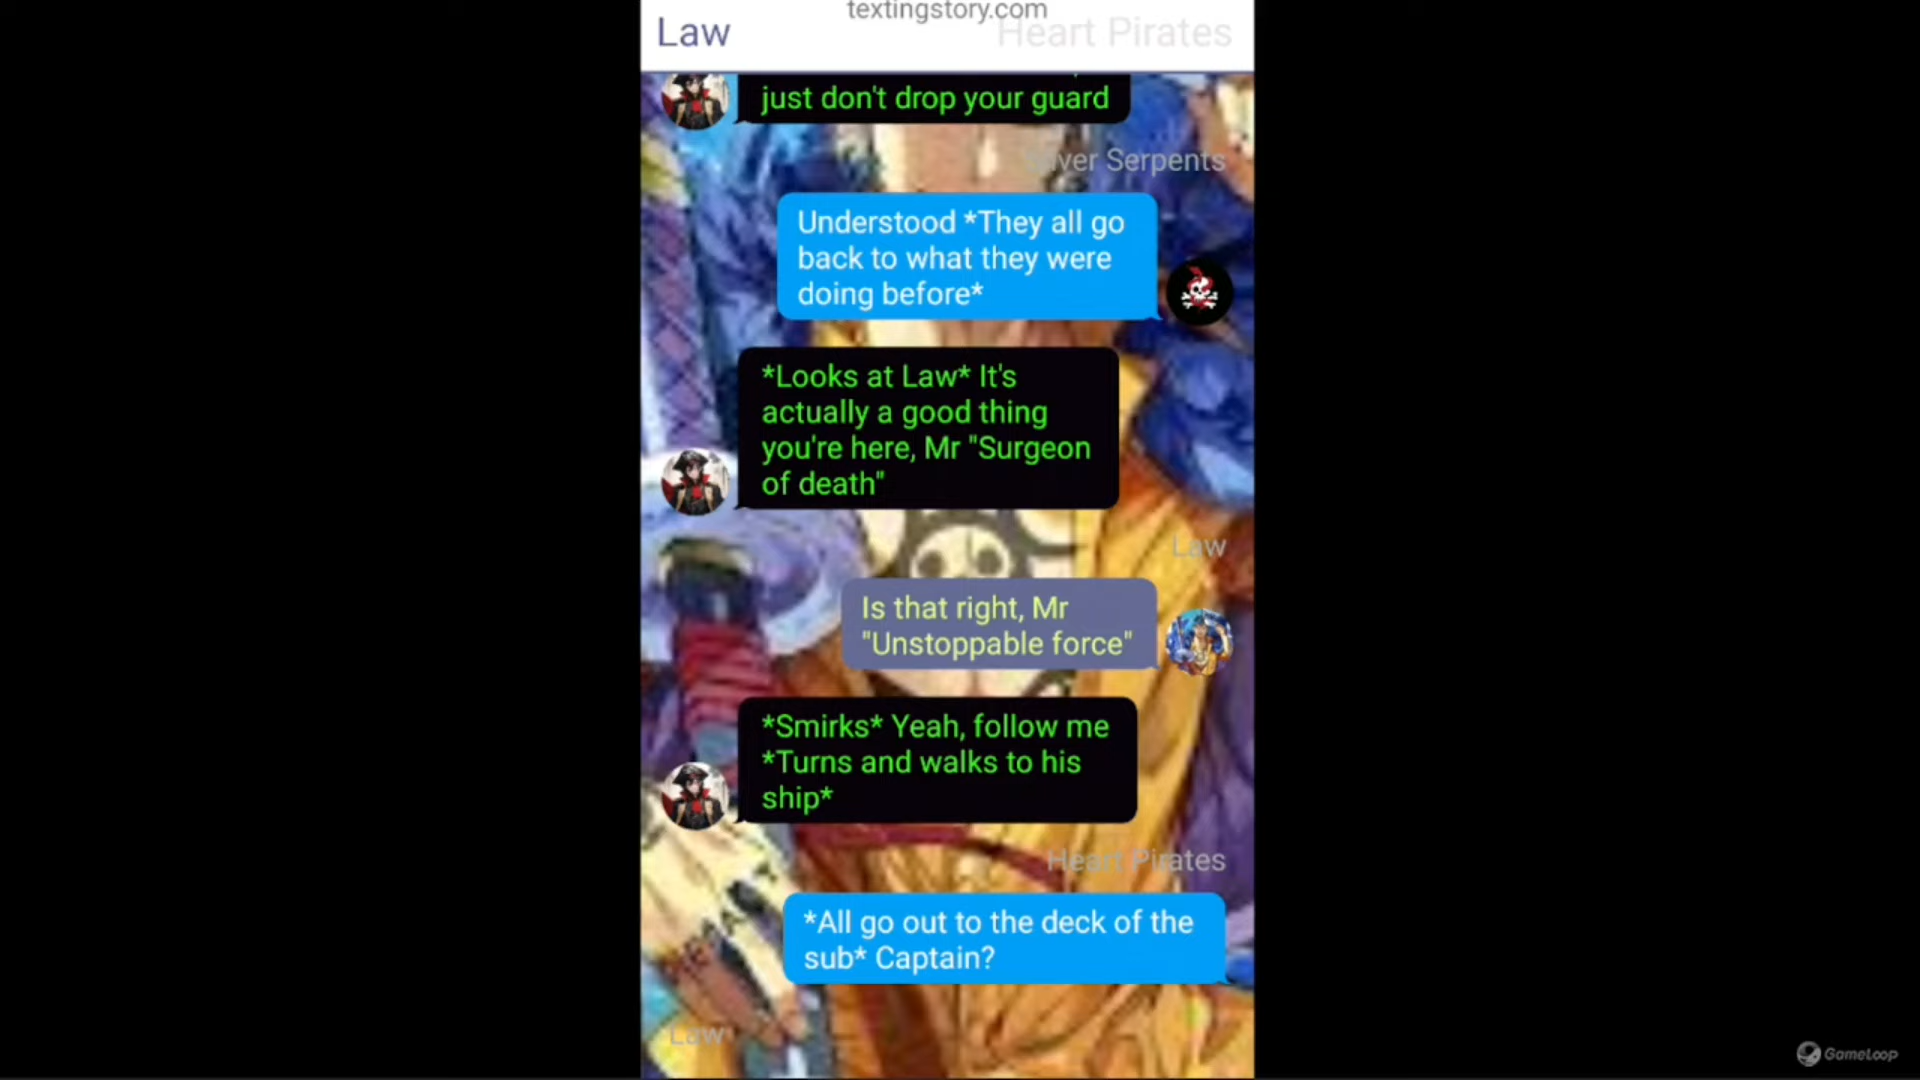 textingstory.com
Law
Heart Pirates
just don't drop your guard
Serpents
Understood *They all go
back to what they were
doing before*
*Looks at Law* It's
actually a good thing
you're here, Mr "Surgeon
of death"
Law
Is that right, Mr
"Unstoppable force"
*Smirks* Yeah, follow me
*Turns and walks to his
ship*
Heart Pirates
*All go out to the deck of the
sub* Captain?
Law
GameLoop